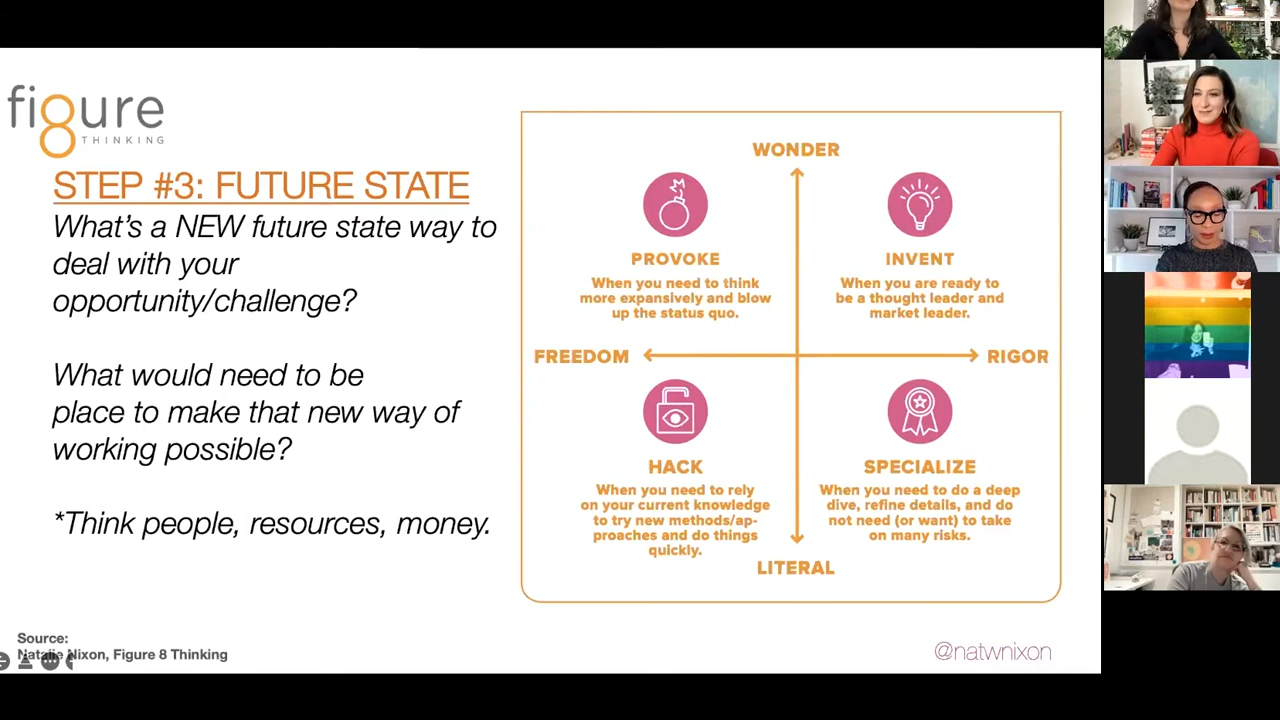 figure
THINKING
STEP #3: FUTURE STATE
What's a NEW future state way to
deal with your
opportunity/challenge?
What would need to be
place to make that new way of
working possible?
*Think people, resources, money.
WONDER
PROVOKE
When you need to think
more expansively and blow
up the status quo.
INVENT
When you are ready to
be a thought leader and
market leader.
FREEDOM
RIGOR
HACK
When you need to rely
on your current knowledge
to try new methods/ap-
proaches and do things
quickly.
SPECIALIZE
When you need to do a deep
dive, refine details, and do
not need (or want) to take
on many risks.
LITERAL
Source:
Natalie Nixon, Figure 8 Thinking
@natwnixon